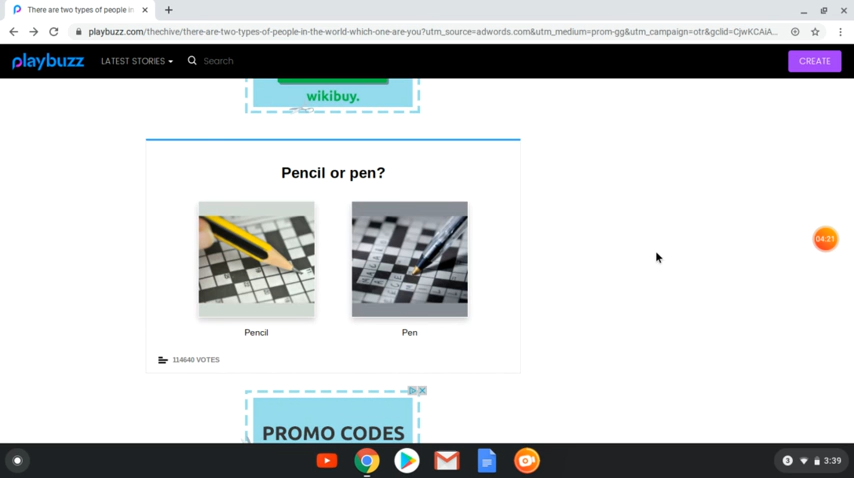 There are two types of people in
playbuzz.com/thechive/there-are-two-types-of-people-in-the-world-which-one-are-you?utm_source=adwords.com&utm_medium=prom-gg&utm_campaign=otr&gclid=CjwKCAiA...
playbuzz LATEST STORIES Search CREATE
wikibuy.
Pencil or pen?
04:21
Pencil Pen
114640 VOTES
PROMO CODES
3 3:39